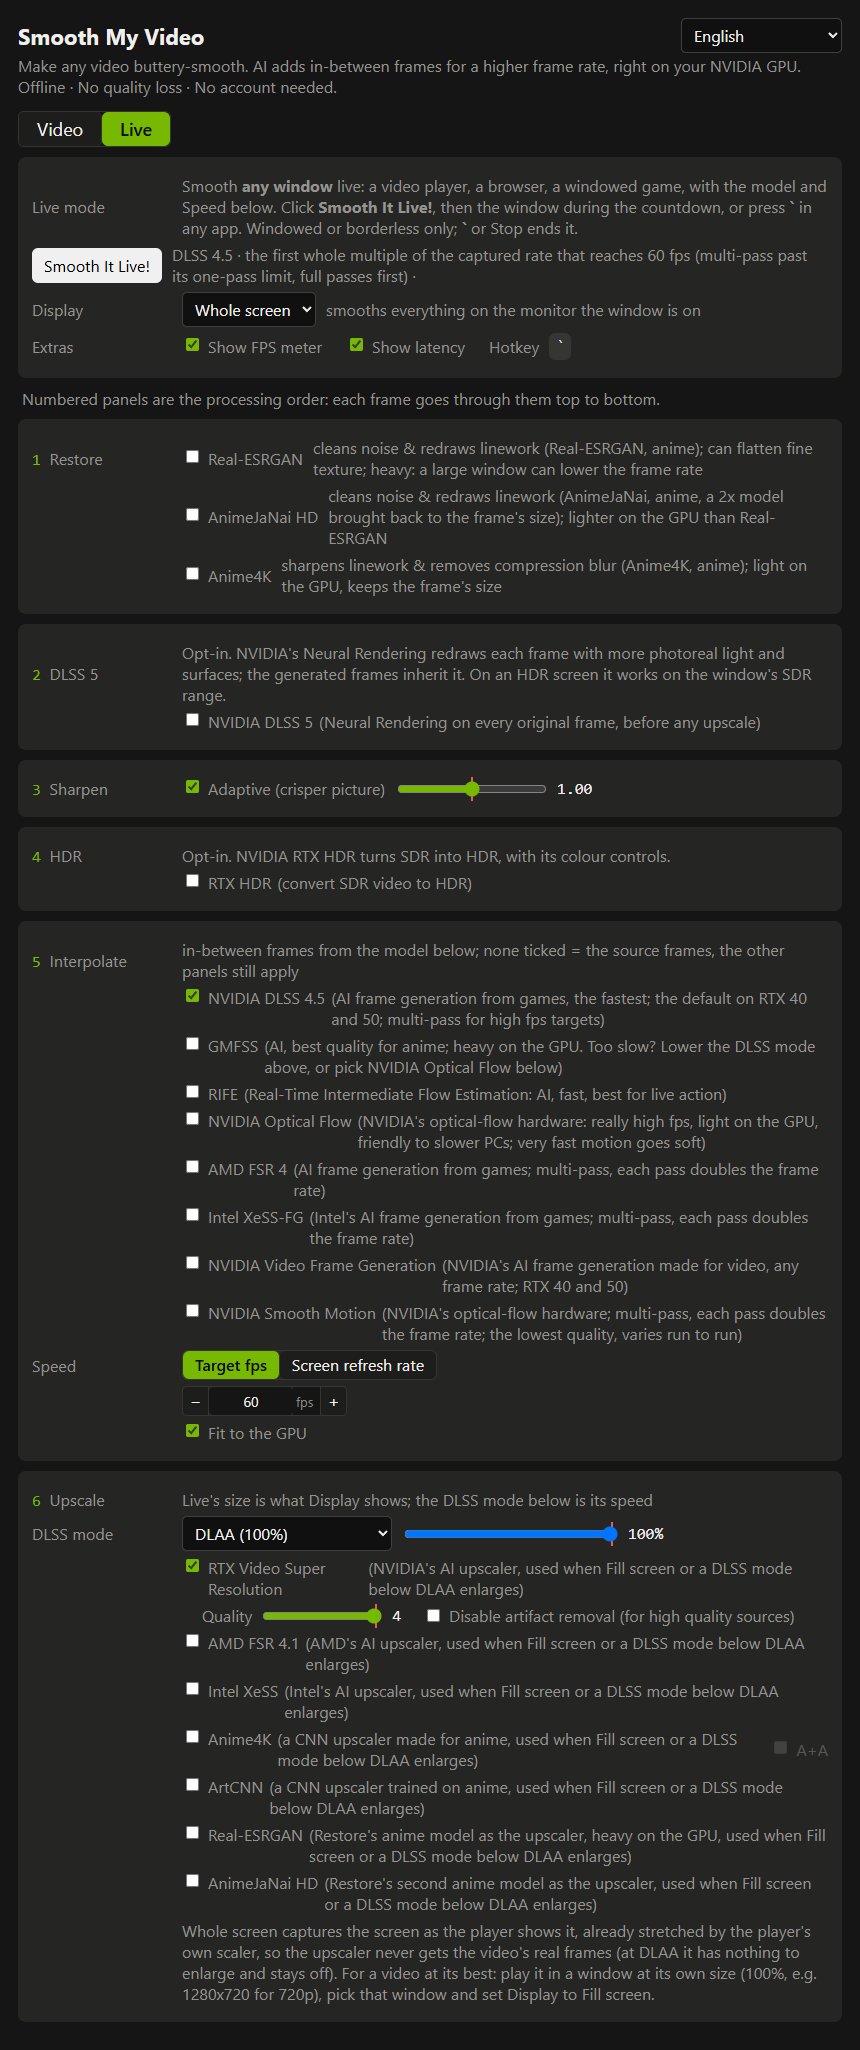 Smooth My Video
English
Make any video buttery-smooth. AI adds in-between frames for a higher frame rate, right on your NVIDIA GPU.
Offline · No quality loss · No account needed.
Video
Live
Live mode
Smooth any window live: a video player, a browser, a windowed game, with the model and
Speed below. Click Smooth It Live!, then the window during the countdown, or press ` in
any app. Windowed or borderless only; ` or Stop ends it.
Smooth It Live!
DLSS 4.5 · the first whole multiple of the captured rate that reaches 60 fps (multi-pass past
its one-pass limit, full passes first) ·
Display
Whole screen
smooths everything on the monitor the window is on
Extras
Show FPS meter
Show latency
Hotkey
`
Numbered panels are the processing order: each frame goes through them top to bottom.
1 Restore
Real-ESRGAN
cleans noise & redraws linework (Real-ESRGAN, anime); can flatten fine
texture; heavy: a large window can lower the frame rate
AnimeJaNai HD
cleans noise & redraws linework (AnimeJaNai, anime, a 2x model
brought back to the frame's size); lighter on the GPU than Real-
ESRGAN
Anime4K
sharpens linework & removes compression blur (Anime4K, anime); light on
the GPU, keeps the frame's size
2 DLSS 5
Opt-in. NVIDIA's Neural Rendering redraws each frame with more photoreal light and
surfaces; the generated frames inherit it. On an HDR screen it works on the window's SDR
range.
NVIDIA DLSS 5 (Neural Rendering on every original frame, before any upscale)
3 Sharpen
Adaptive (crisper picture)
1.00
4 HDR
Opt-in. NVIDIA RTX HDR turns SDR into HDR, with its colour controls.
RTX HDR (convert SDR video to HDR)
5 Interpolate
in-between frames from the model below; none ticked = the source frames, the other
panels still apply
NVIDIA DLSS 4.5 (AI frame generation from games, the fastest; the default on RTX 40
and 50; multi-pass for high fps targets)
GMFSS (AI, best quality for anime; heavy on the GPU. Too slow? Lower the DLSS mode
above, or pick NVIDIA Optical Flow below)
RIFE (Real-Time Intermediate Flow Estimation: AI, fast, best for live action)
NVIDIA Optical Flow (NVIDIA's optical-flow hardware: really high fps, light on the GPU,
friendly to slower PCs; very fast motion goes soft)
AMD FSR 4 (AI frame generation from games; multi-pass, each pass doubles the frame
rate)
Intel XeSS-FG (Intel's AI frame generation from games; multi-pass, each pass doubles
the frame rate)
NVIDIA Video Frame Generation (NVIDIA's AI frame generation made for video, any
frame rate; RTX 40 and 50)
NVIDIA Smooth Motion (NVIDIA's optical-flow hardware; multi-pass, each pass doubles
the frame rate; the lowest quality, varies run to run)
Speed
Target fps
Screen refresh rate
− 60 fps +
Fit to the GPU
6 Upscale
Live's size is what Display shows; the DLSS mode below is its speed
DLSS mode
DLAA (100%)
100%
RTX Video Super
Resolution
(NVIDIA's AI upscaler, used when Fill screen or a DLSS mode
below DLAA enlarges)
Quality
4
Disable artifact removal (for high quality sources)
AMD FSR 4.1 (AMD's AI upscaler, used when Fill screen or a DLSS mode below DLAA
enlarges)
Intel XeSS (Intel's AI upscaler, used when Fill screen or a DLSS mode below DLAA
enlarges)
Anime4K (a CNN upscaler made for anime, used when Fill screen or a DLSS
mode below DLAA enlarges)
A+A
ArtCNN (a CNN upscaler trained on anime, used when Fill screen or a DLSS mode
below DLAA enlarges)
Real-ESRGAN (Restore's anime model as the upscaler, heavy on the GPU, used when Fill
screen or a DLSS mode below DLAA enlarges)
AnimeJaNai HD (Restore's second anime model as the upscaler, used when Fill screen
or a DLSS mode below DLAA enlarges)
Whole screen captures the screen as the player shows it, already stretched by the player's
own scaler, so the upscaler never gets the video's real frames (at DLAA it has nothing to
enlarge and stays off). For a video at its best: play it in a window at its own size (100%, e.g.
1280x720 for 720p), pick that window and set Display to Fill screen.